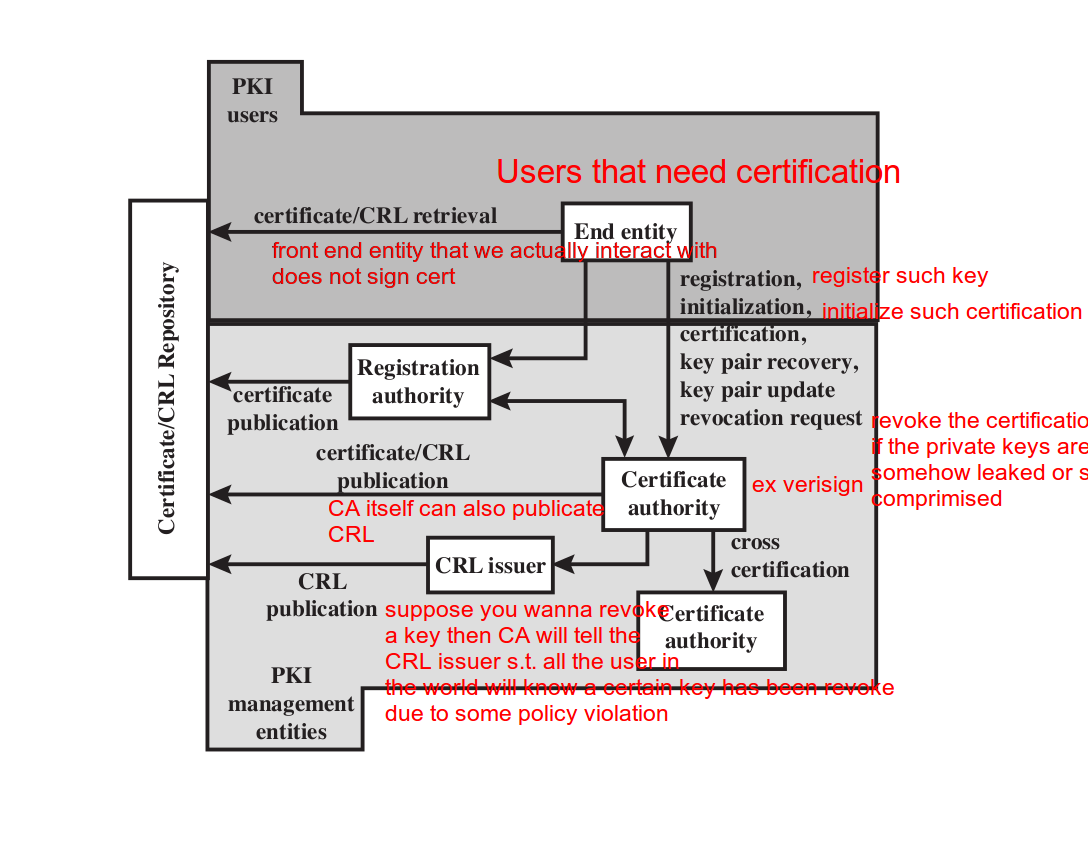 PKI
users
Users that need certification
certificate/CRL retrieval
End entity
front end entity that we actually interact with
does not sign cert
registration,
register such key
initialization,
initialize such certification
certification,
key pair recovery,
key pair update
revocation request
revoke the certificatio
if the private keys are
somehow leaked or s
comprimised
Certificate/CRL Repository
Registration
authority
certificate
publication
certificate/CRL
publication
CA itself can also publicate
CRL
Certificate
authority
ex verisign
cross
certification
CRL issuer
CRL
publication
Certificate
authority
suppose you wanna revoke
a key then CA will tell the
CRL issuer s.t. all the user in
the world will know a certain key has been revoke
due to some policy violation
PKI
management
entities